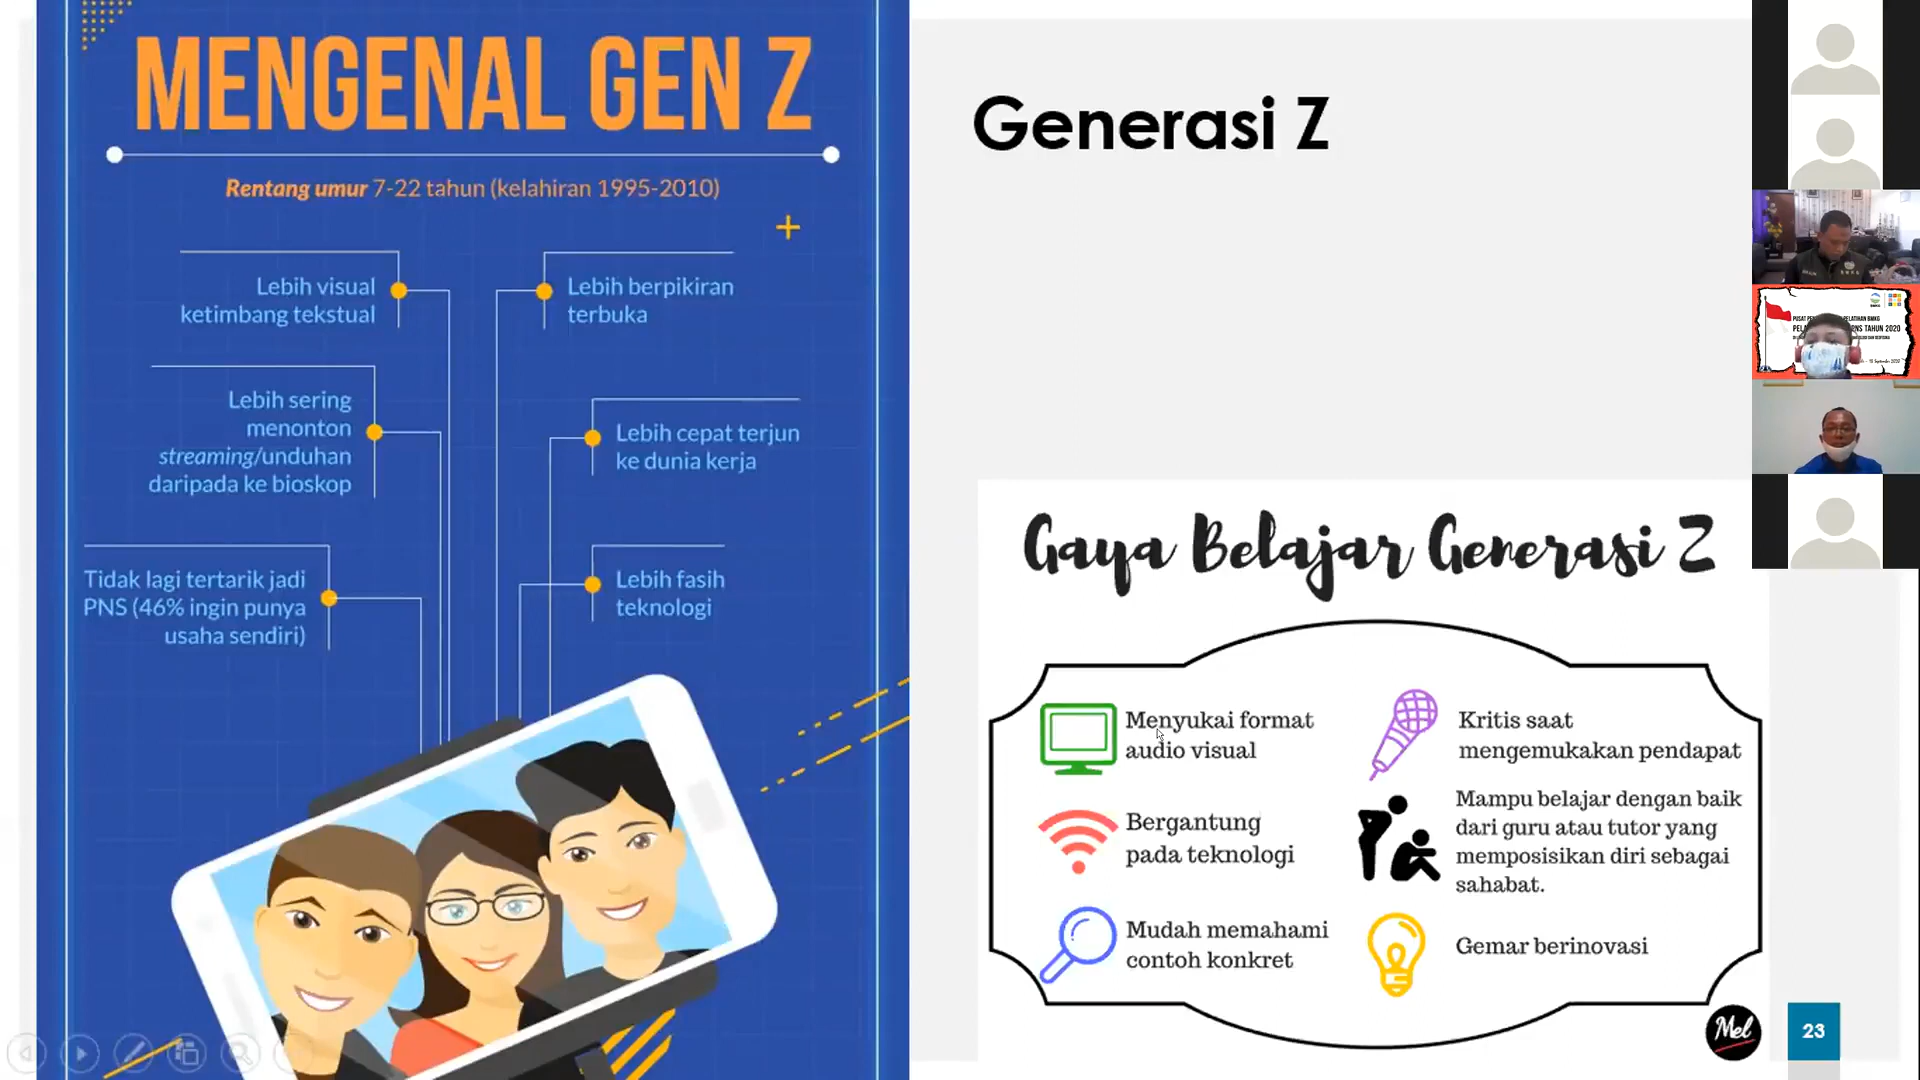 MENGENAL GEN Z
Rentang umur 7-22 tahun (kelahiran 1995-2010)
Lebih visual
ketimbang tekstual
Lebih sering
menonton
streaming/unduhan
daripada ke bioskop
Tidak lagi tertarik jadi
PNS (46% ingin punya
usaha sendiri)
Lebih berpikiran
terbuka
Lebih cepat terjun
ke dunia kerja
Lebih fasih
teknologi
Generasi Z
Gaya Belajar Generasi Z
Menyukai format
audio visual
Bergantung
pada teknologi
Mudah memahami
contoh konkret
Kritis saat
mengemukakan pendapat
Mampu belajar dengan baik
dari guru atau tutor yang
memposisikan diri sebagai
sahabat.
Gemar berinovasi
Mel
23
PELATIHAN BMKG
TAHUN 2020